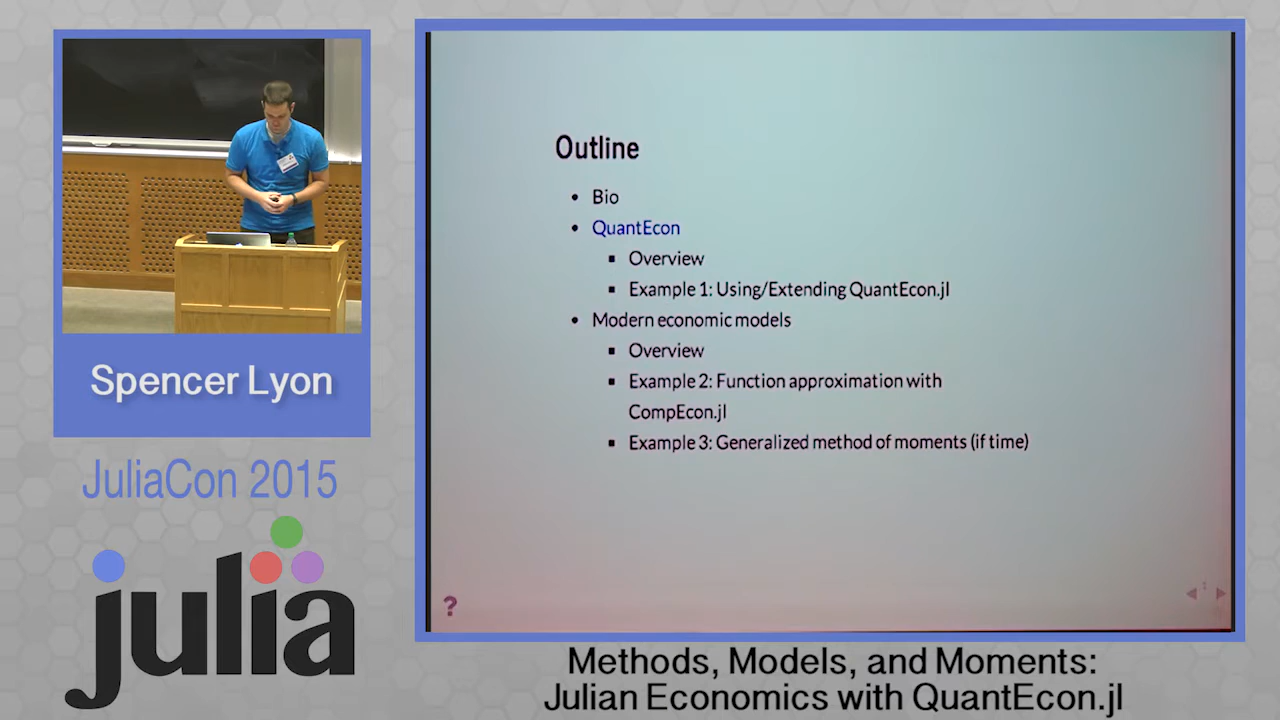 Spencer Lyon
JuliaCon 2015
julia
Outline
• Bio
• QuantEcon
▪ Overview
▪ Example 1: Using/Extending QuantEcon.jl
• Modern economic models
▪ Overview
▪ Example 2: Function approximation with
CompEcon.jl
▪ Example 3: Generalized method of moments (if time)
?
1
Methods, Models, and Moments:
Julian Economics with QuantEcon.jl